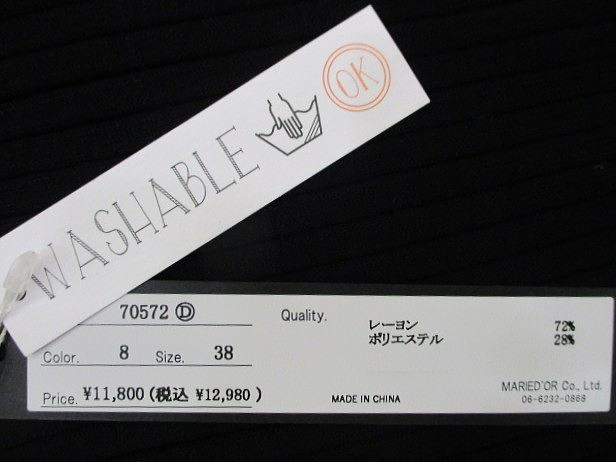 WASHABLE OK
70572 Ⓓ
Color. 8 Size. 38
Price. ¥11,800(税込 ¥12,980)
Quality.
レーヨン 72%
ポリエステル 28%
MADE IN CHINA
MARIED'OR Co., Ltd.
06-6232-0868